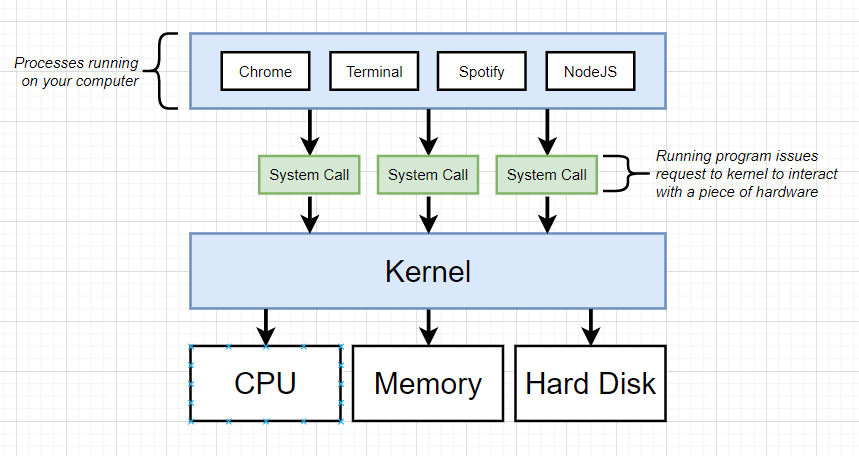 Processes running
on your computer
Chrome
Terminal
Spotify
NodeJS
System Call
System Call
System Call
Running program issues
request to kernel to interact
with a piece of hardware
Kernel
CPU
Memory
Hard Disk